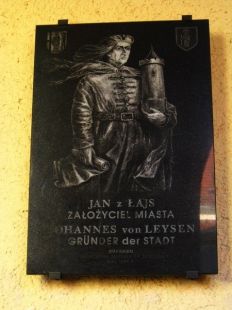 JAN z ŁAJS
ZAŁOŻYCIEL MIASTA
JOHANNES von LEYSEN
GRÜNDER der STADT